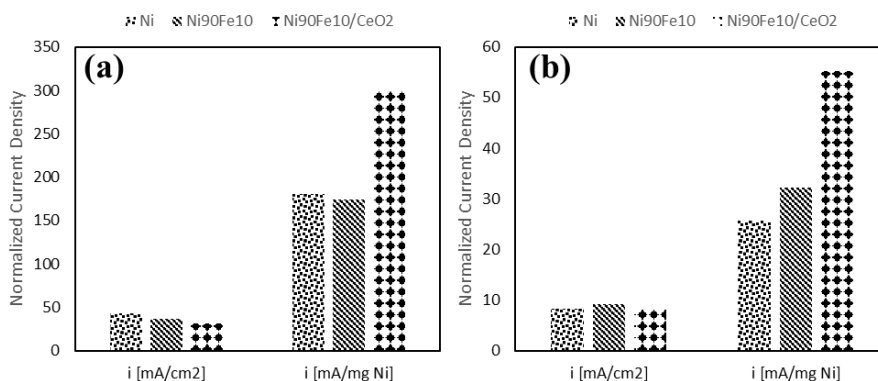 Ni Ni90Fe10 Ni90Fe10/CeO2
(a)
Normalized Current Density
350
300
250
200
150
100
50
0
i [mA/cm2] i [mA/mg Ni]
Ni Ni90Fe10 Ni90Fe10/CeO2
(b)
Normalized Current Density
60
50
40
30
20
10
0
i [mA/cm2] i [mA/mg Ni]